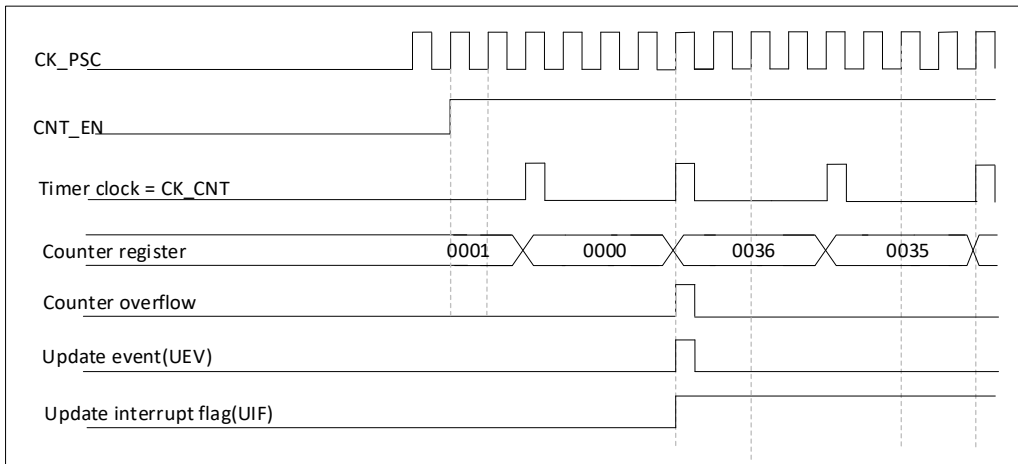 CK_PSC
CNT_EN
Timer clock = CK_CNT
Counter register 0001 0000 0036 0035
Counter overflow
Update event(UEV)
Update interrupt flag(UIF)